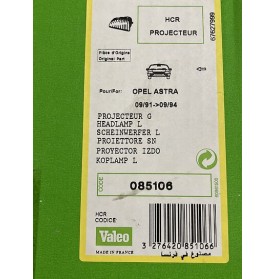 HCR
PROJECTEUR
67627999
Pièce d'Origine
Original Part
Pour/For: OPEL ASTRA
09/91->09/94
PROJECTEUR G
HEADLAMP L
SCHEINWERFER L
PROIETTORE SN
PROYECTOR IZDO
KOPLAMP L
CODE
085106
HCR
CODICE
Valeo
MADE IN FRANCE
مصنوع في فرنسا
3 276420 851066